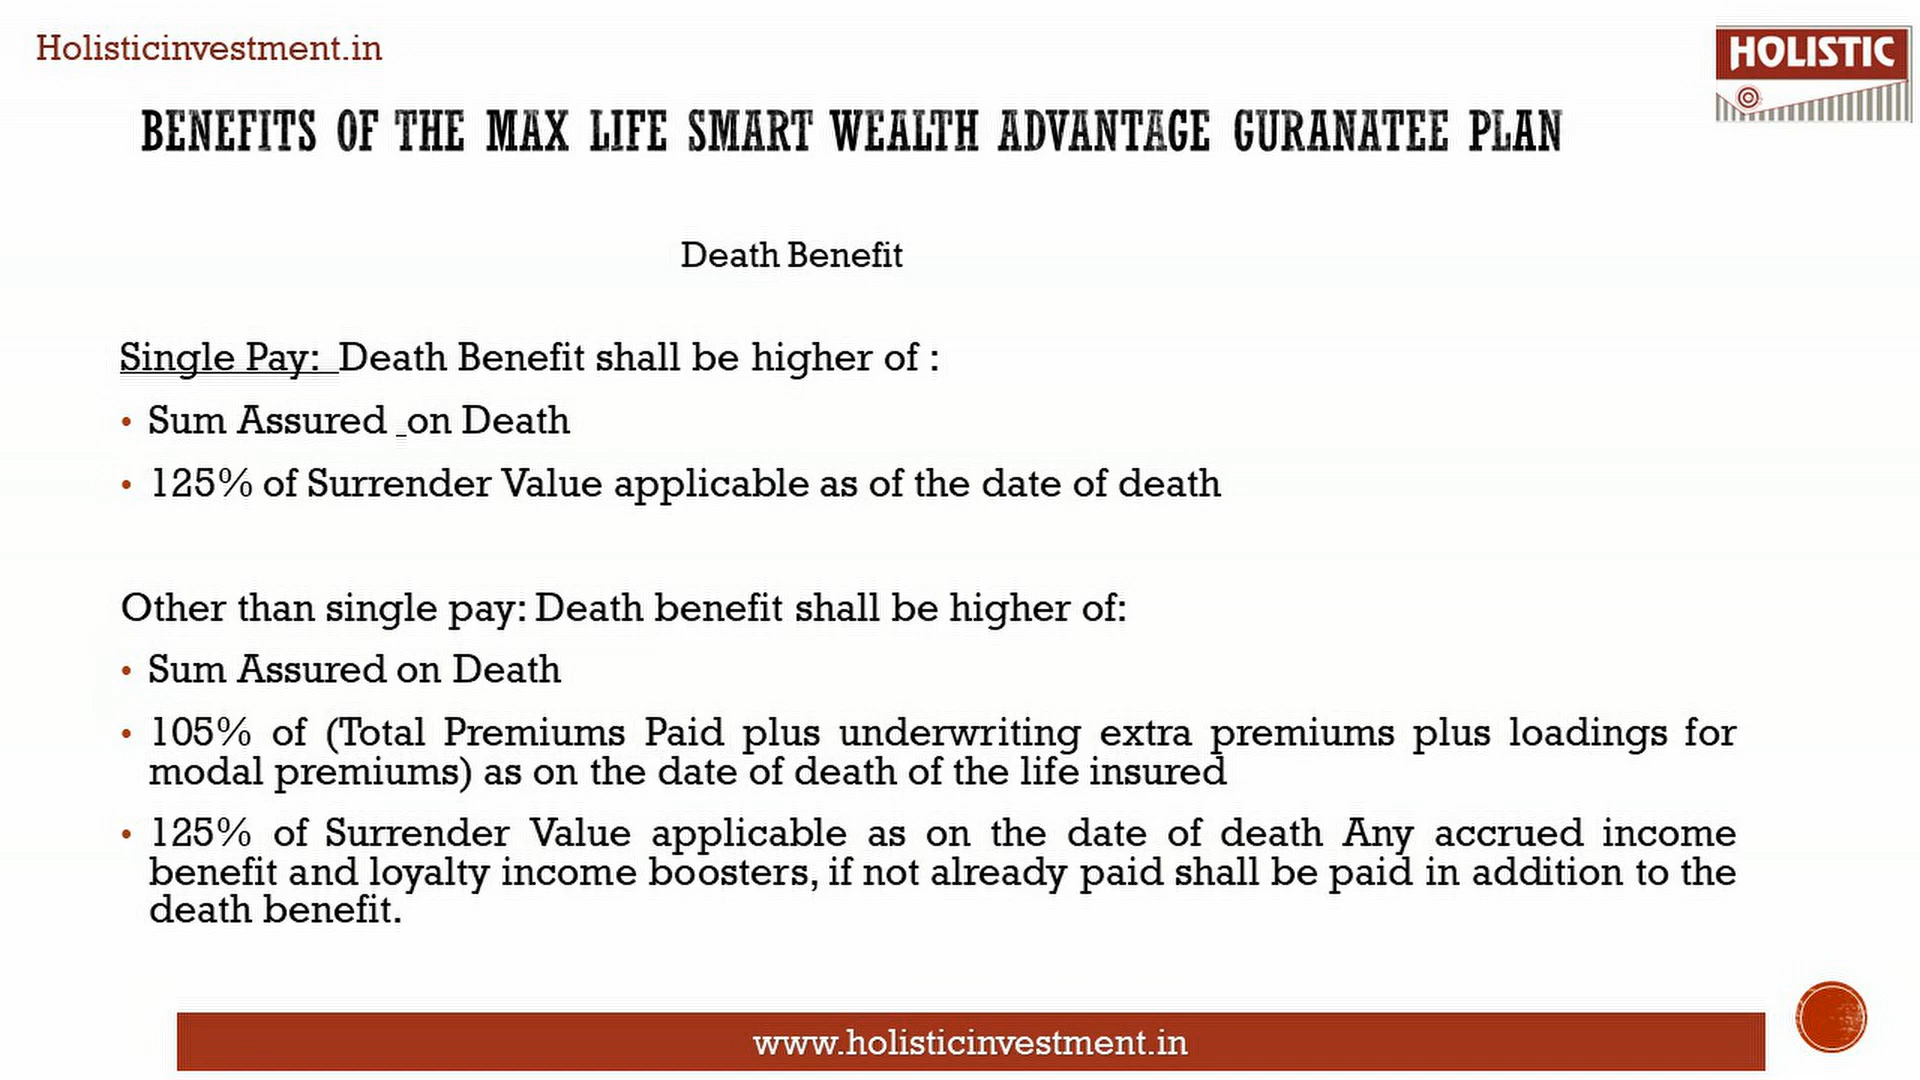 Holisticinvestment.in
HOLISTIC
BENEFITS OF THE MAX LIFE SMART WEALTH ADVANTAGE GURANATEE PLAN
Death Benefit
Single Pay: Death Benefit shall be higher of :
• Sum Assured _on Death
• 125% of Surrender Value applicable as of the date of death
Other than single pay: Death benefit shall be higher of:
• Sum Assured on Death
• 105% of (Total Premiums Paid plus underwriting extra premiums plus loadings for
modal premiums) as on the date of death of the life insured
• 125% of Surrender Value applicable as on the date of death Any accrued income
benefit and loyalty income boosters, if not already paid shall be paid in addition to the
death benefit.
www.holisticinvestment.in